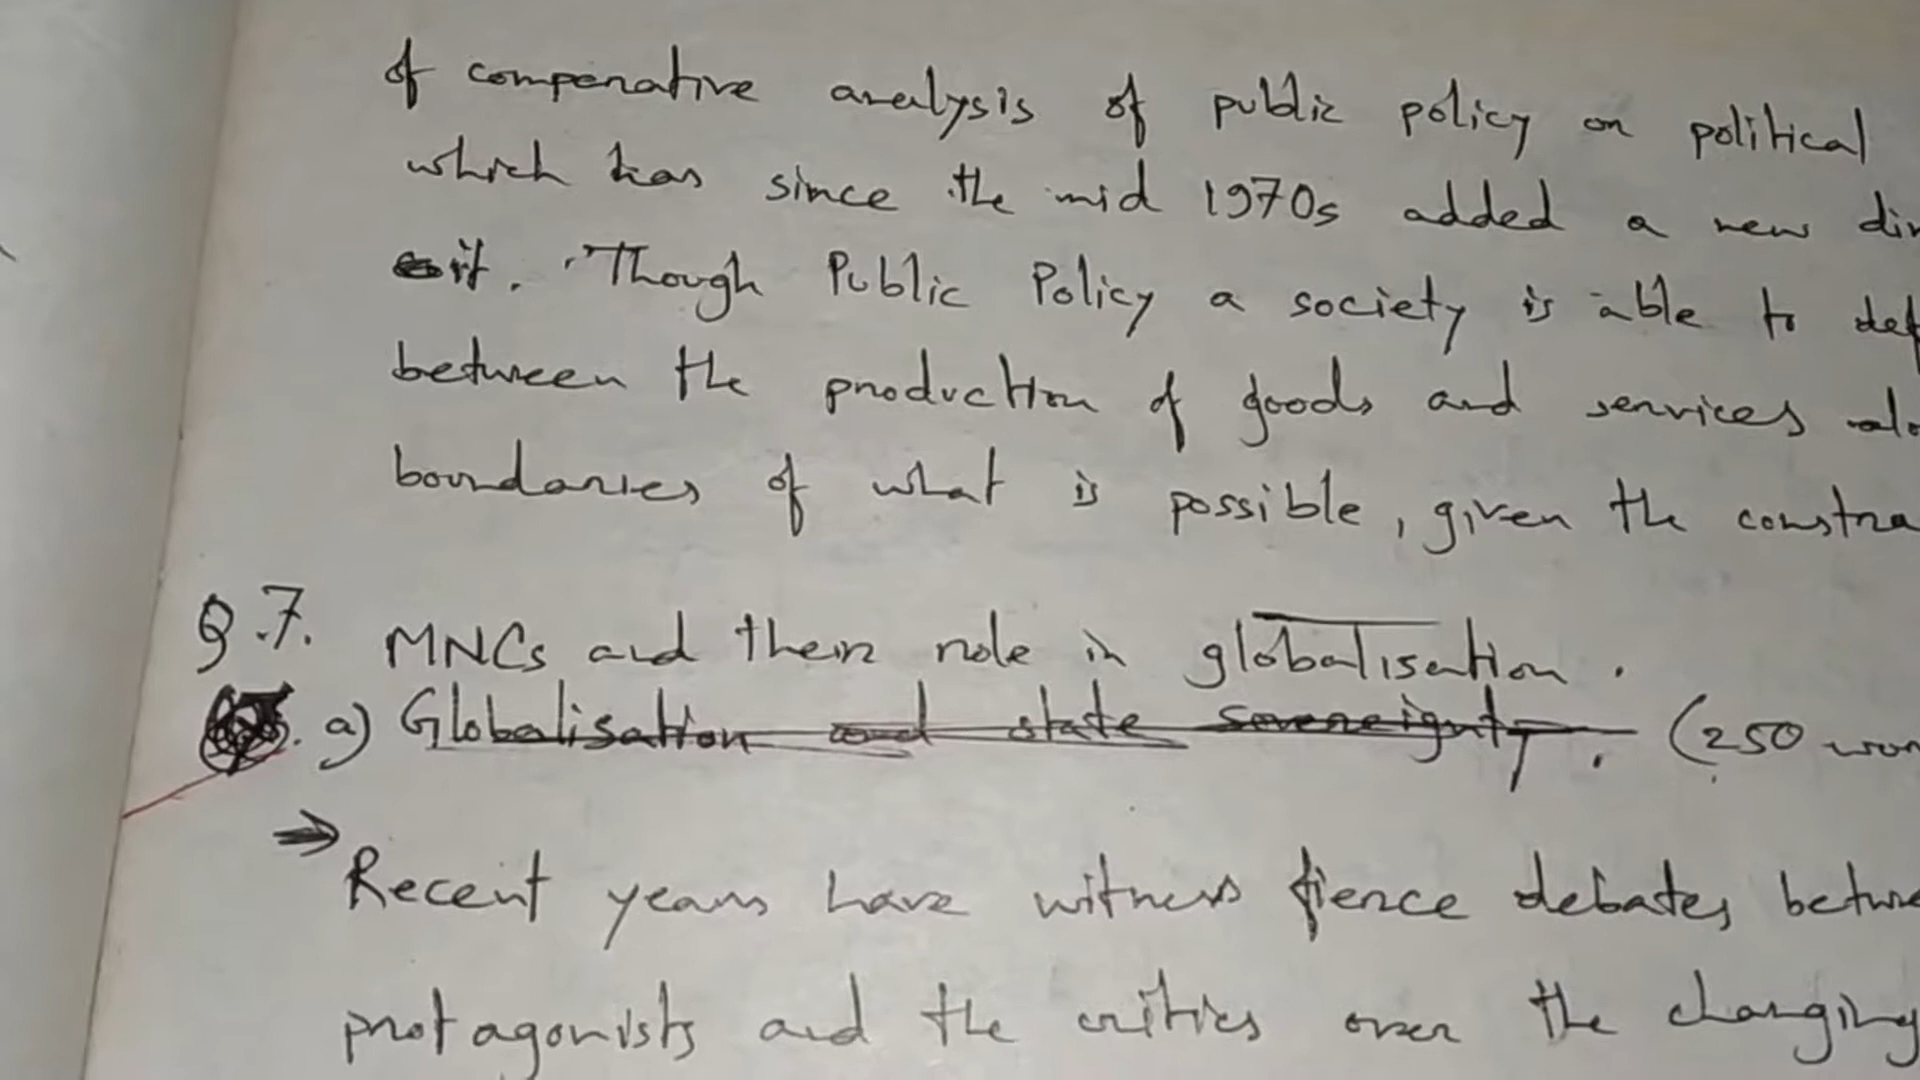 of comparative analysis of public policy on political
which has since the mid 1970s added a new
it. Though Public Policy a society is able to
between the production of goods and services
boundaries of what is possible, given the
Q.7. MNCs and their role in globalisation.
a) Globalisation and state sovereignty. (250
⇒ Recent years have witness fience debates
protagonists and the critics over the changing